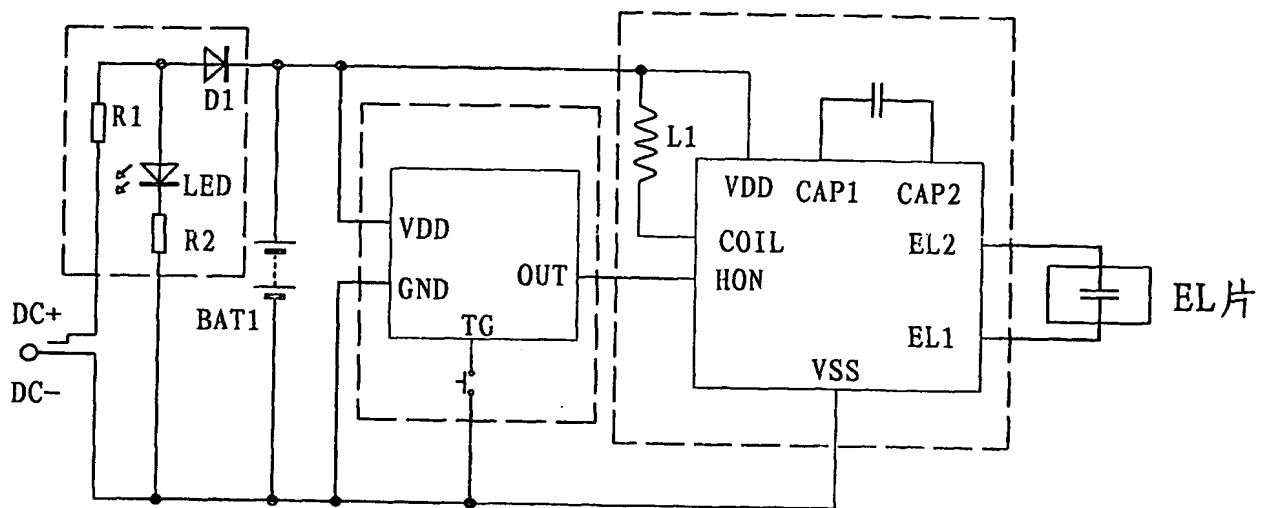 D1
R1
L1
LED
VDD
CAP1
CAP2
R2
VDD
COIL
EL2
GND
OUT
HON
EL片
DC+
BAT1
TG
EL1
DC-
VSS